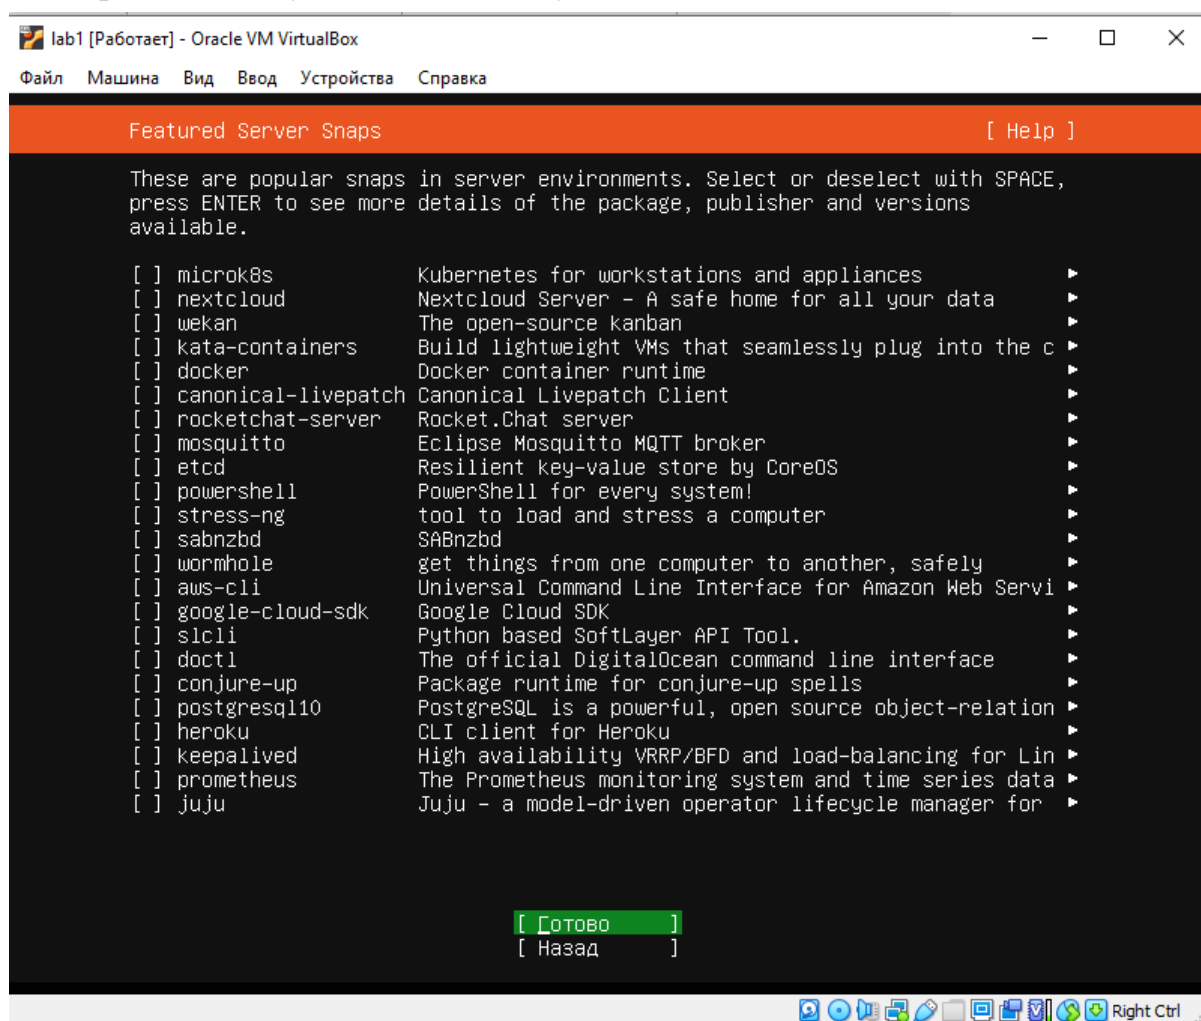 lab1 [Работает] - Oracle VM VirtualBox
Файл Машина Вид Ввод Устройства Справка
Featured Server Snaps [ Help ]
These are popular snaps in server environments. Select or deselect with SPACE,
press ENTER to see more details of the package, publisher and versions
available.
[ ] microk8s Kubernetes for workstations and appliances ▸
[ ] nextcloud Nextcloud Server – A safe home for all your data ▸
[ ] wekan The open-source kanban ▸
[ ] kata-containers Build lightweight VMs that seamlessly plug into the c ▸
[ ] docker Docker container runtime ▸
[ ] canonical-livepatch Canonical Livepatch Client ▸
[ ] rocketchat-server Rocket.Chat server ▸
[ ] mosquitto Eclipse Mosquitto MQTT broker ▸
[ ] etcd Resilient key-value store by CoreOS ▸
[ ] powershell PowerShell for every system! ▸
[ ] stress-ng tool to load and stress a computer ▸
[ ] sabnzbd SABnzbd ▸
[ ] wormhole get things from one computer to another, safely ▸
[ ] aws-cli Universal Command Line Interface for Amazon Web Servi ▸
[ ] google-cloud-sdk Google Cloud SDK ▸
[ ] slcli Python based SoftLayer API Tool. ▸
[ ] doctl The official DigitalOcean command line interface ▸
[ ] conjure-up Package runtime for conjure-up spells ▸
[ ] postgresql10 PostgreSQL is a powerful, open source object-relation ▸
[ ] heroku CLI client for Heroku ▸
[ ] keepalived High availability VRRP/BFD and load-balancing for Lin ▸
[ ] prometheus The Prometheus monitoring system and time series data ▸
[ ] juju Juju – a model-driven operator lifecycle manager for ▸
[ Готово ]
[ Назад ]
Right Ctrl